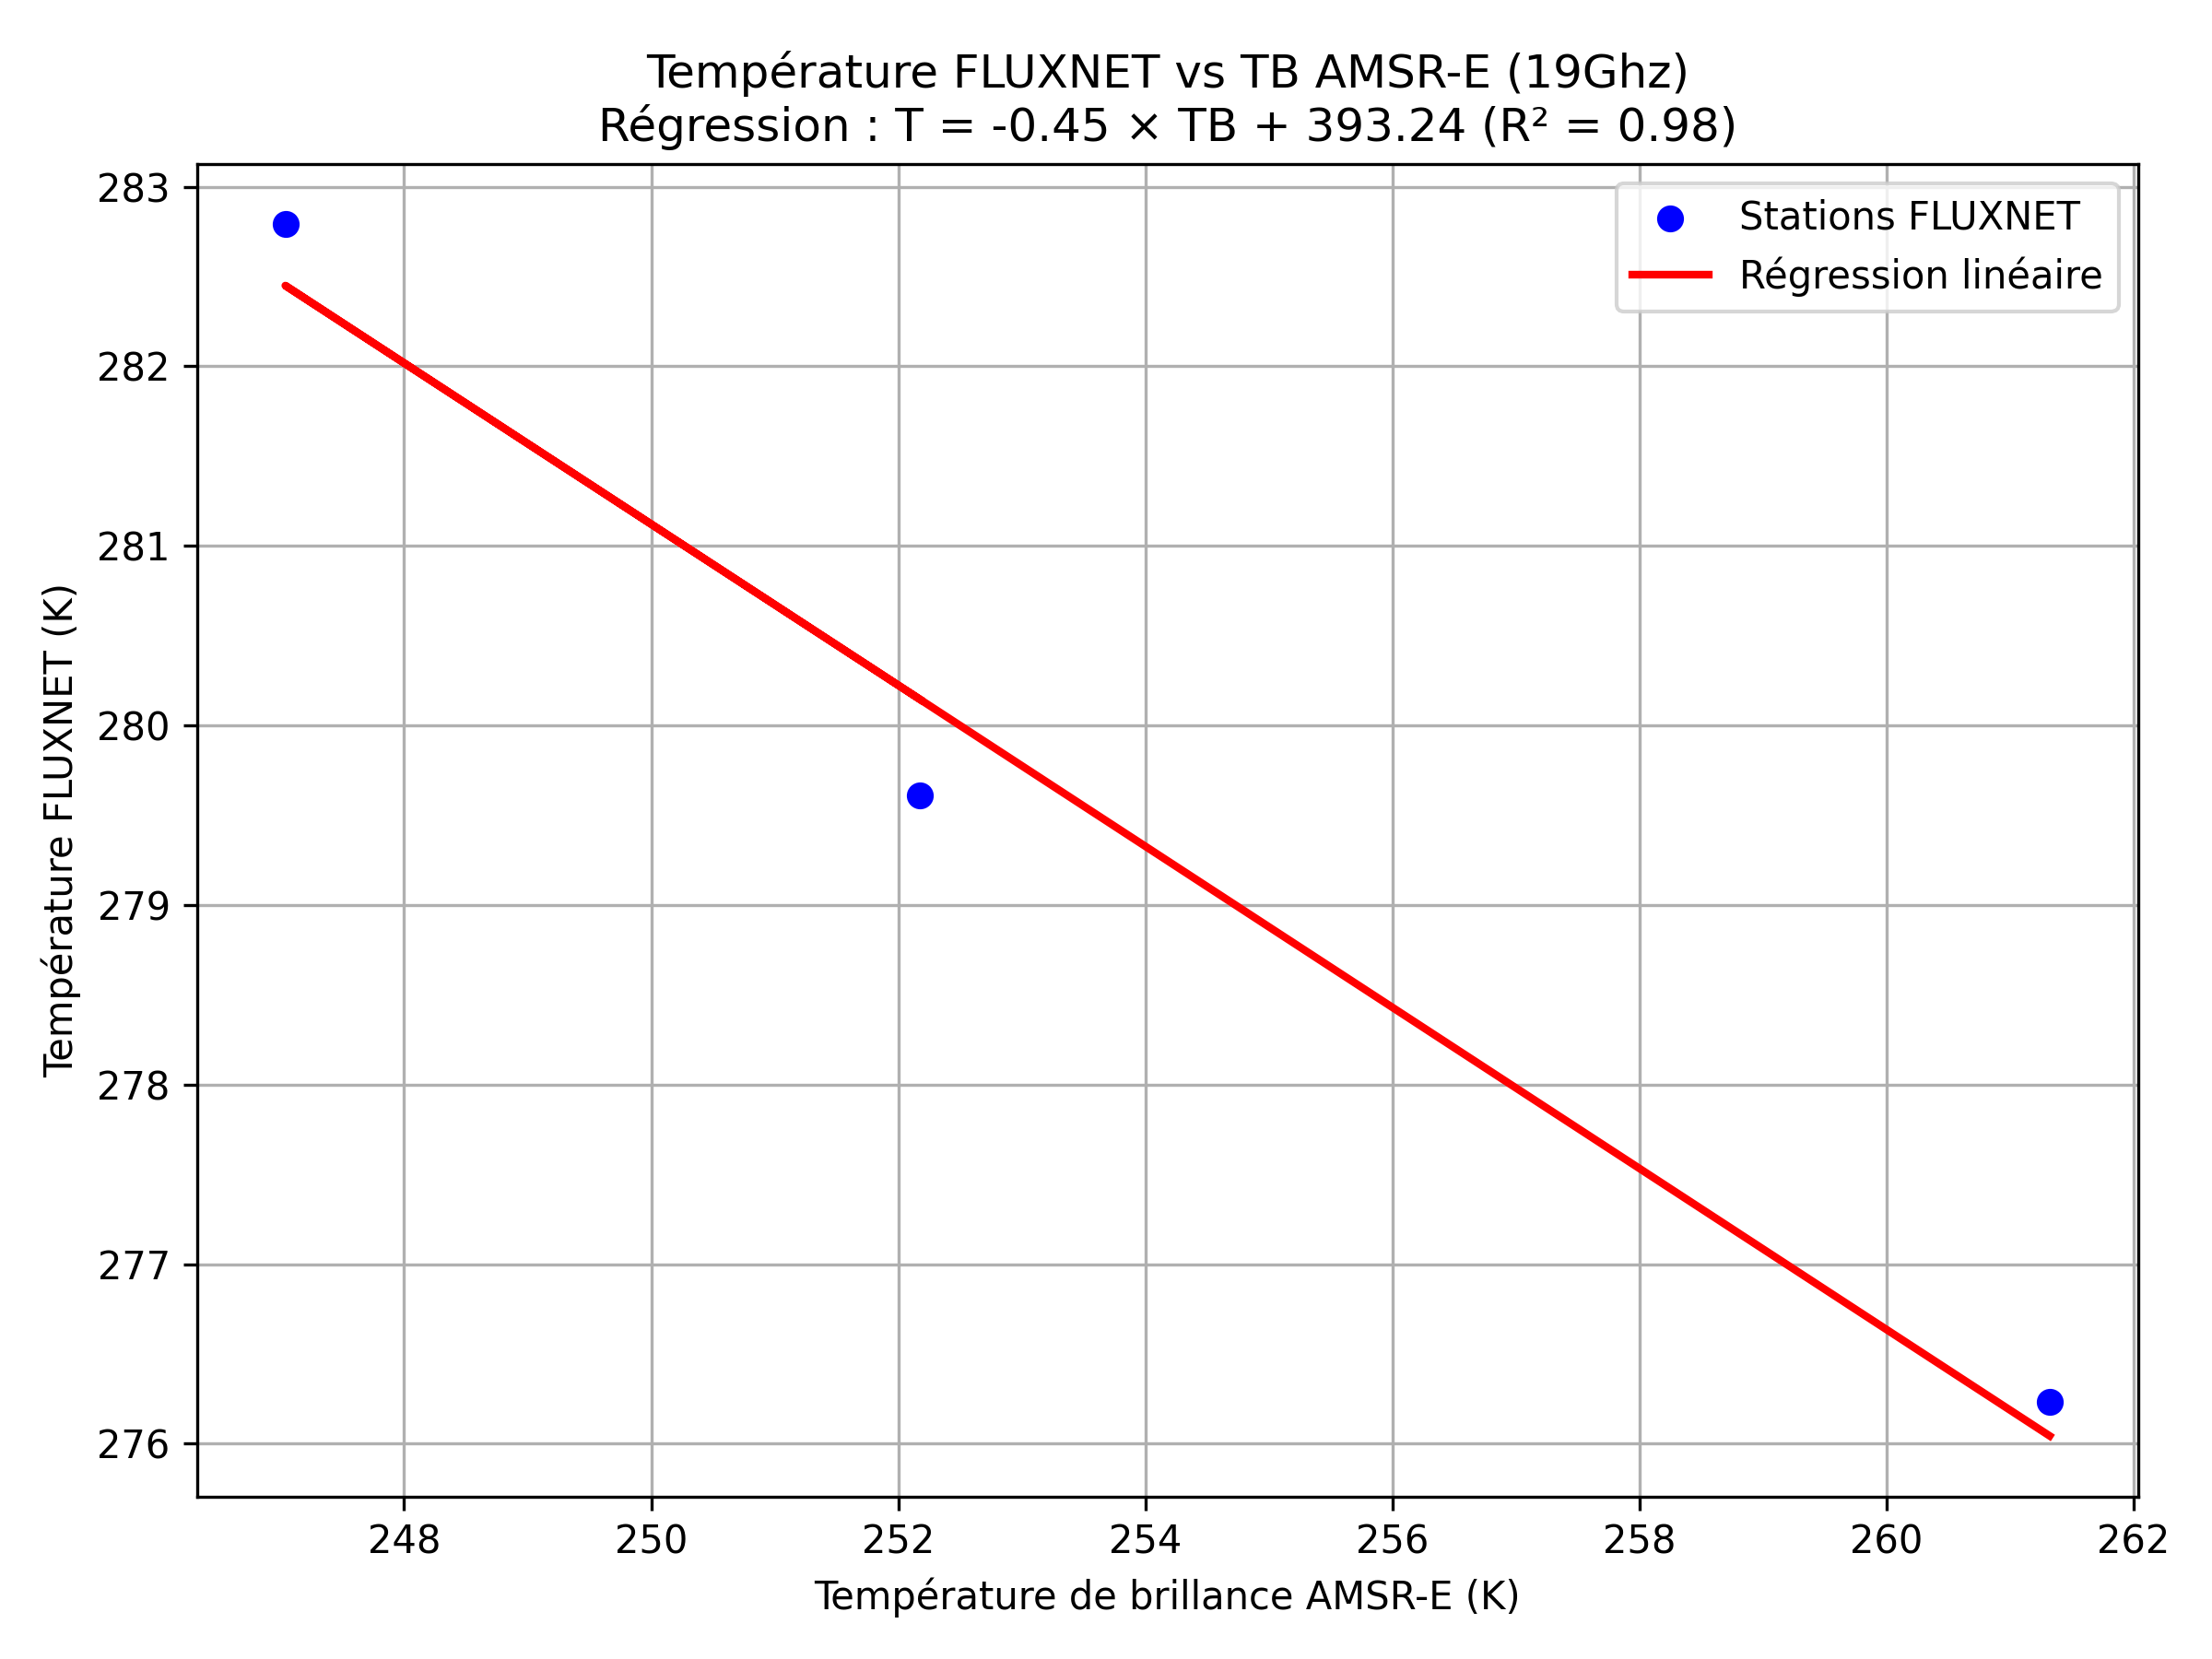 Température FLUXNET vs TB AMSR-E (19Ghz)
Régression : T = -0.45 × TB + 393.24 (R² = 0.98)
Stations FLUXNET
Régression linéaire
283
282
281
280
279
278
277
276
Température FLUXNET (K)
248 250 252 254 256 258 260 262
Température de brillance AMSR-E (K)